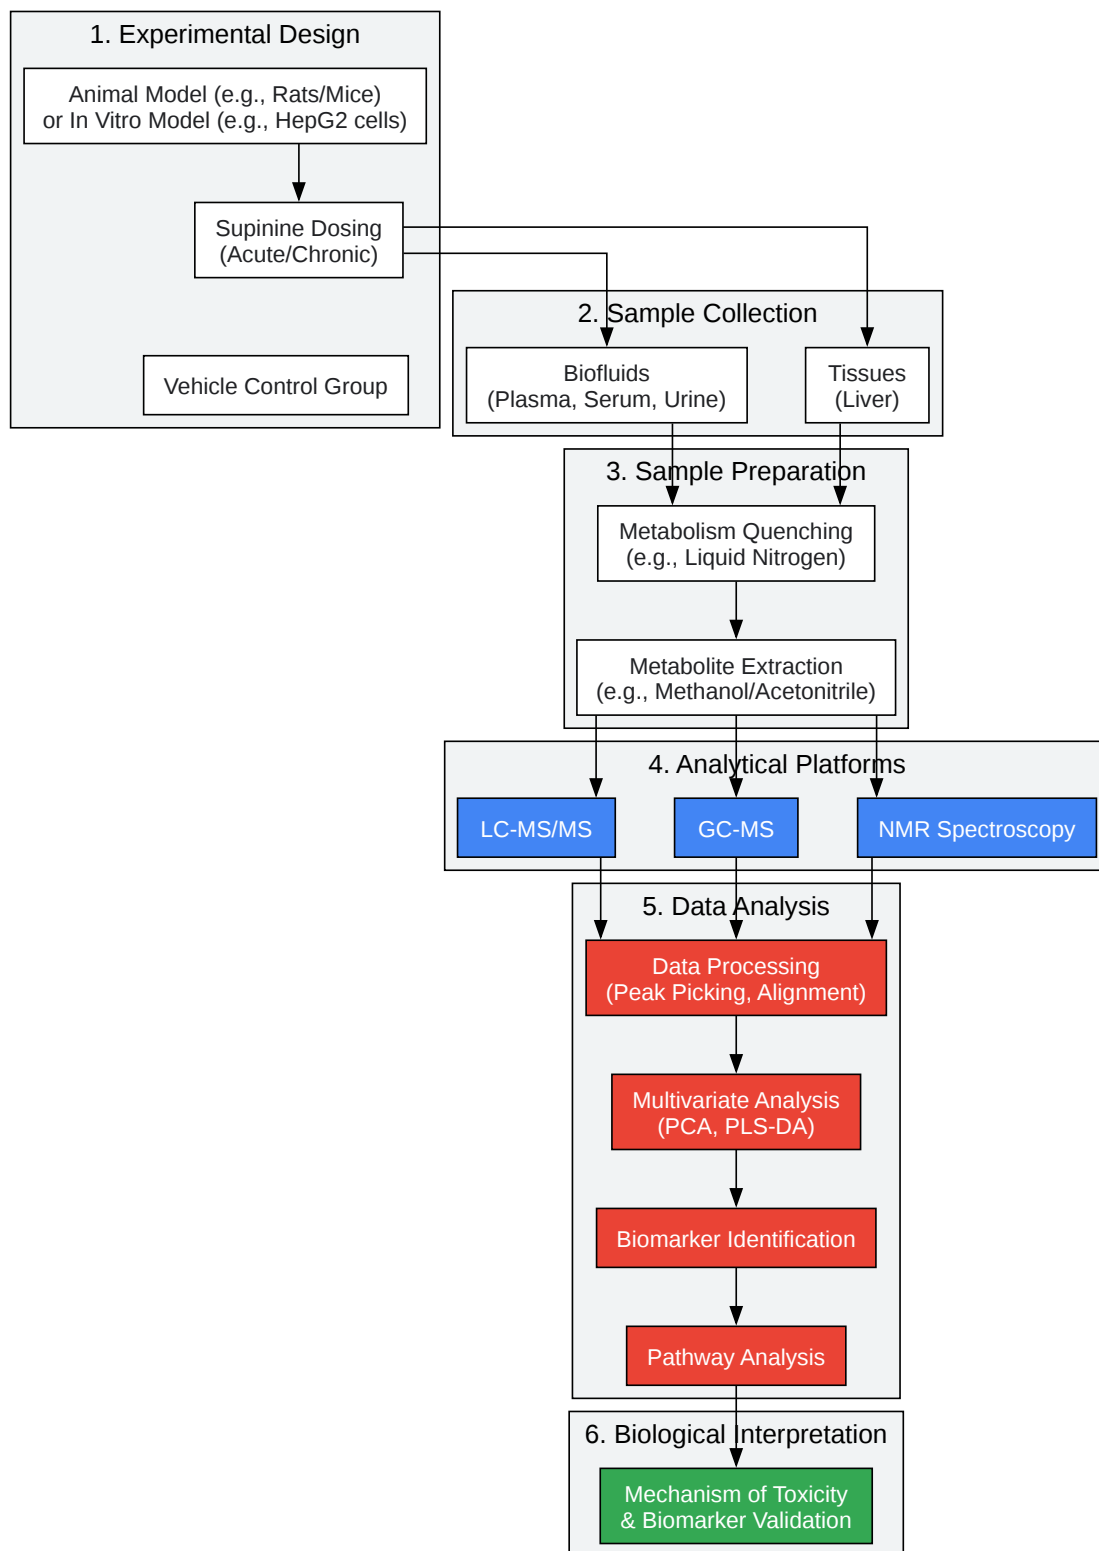 1. Experimental Design
Animal Model (e.g., Rats/Mice)
or In Vitro Model (e.g., HepG2 cells)
Supinine Dosing
(Acute/Chronic)
Vehicle Control Group
2. Sample Collection
Biofluids
(Plasma, Serum, Urine)
Tissues
(Liver)
3. Sample Preparation
Metabolism Quenching
(e.g., Liquid Nitrogen)
Metabolite Extraction
(e.g., Methanol/Acetonitrile)
4. Analytical Platforms
LC-MS/MS
GC-MS
NMR Spectroscopy
5. Data Analysis
Data Processing
(Peak Picking, Alignment)
Multivariate Analysis
(PCA, PLS-DA)
Biomarker Identification
Pathway Analysis
6. Biological Interpretation
Mechanism of Toxicity
& Biomarker Validation